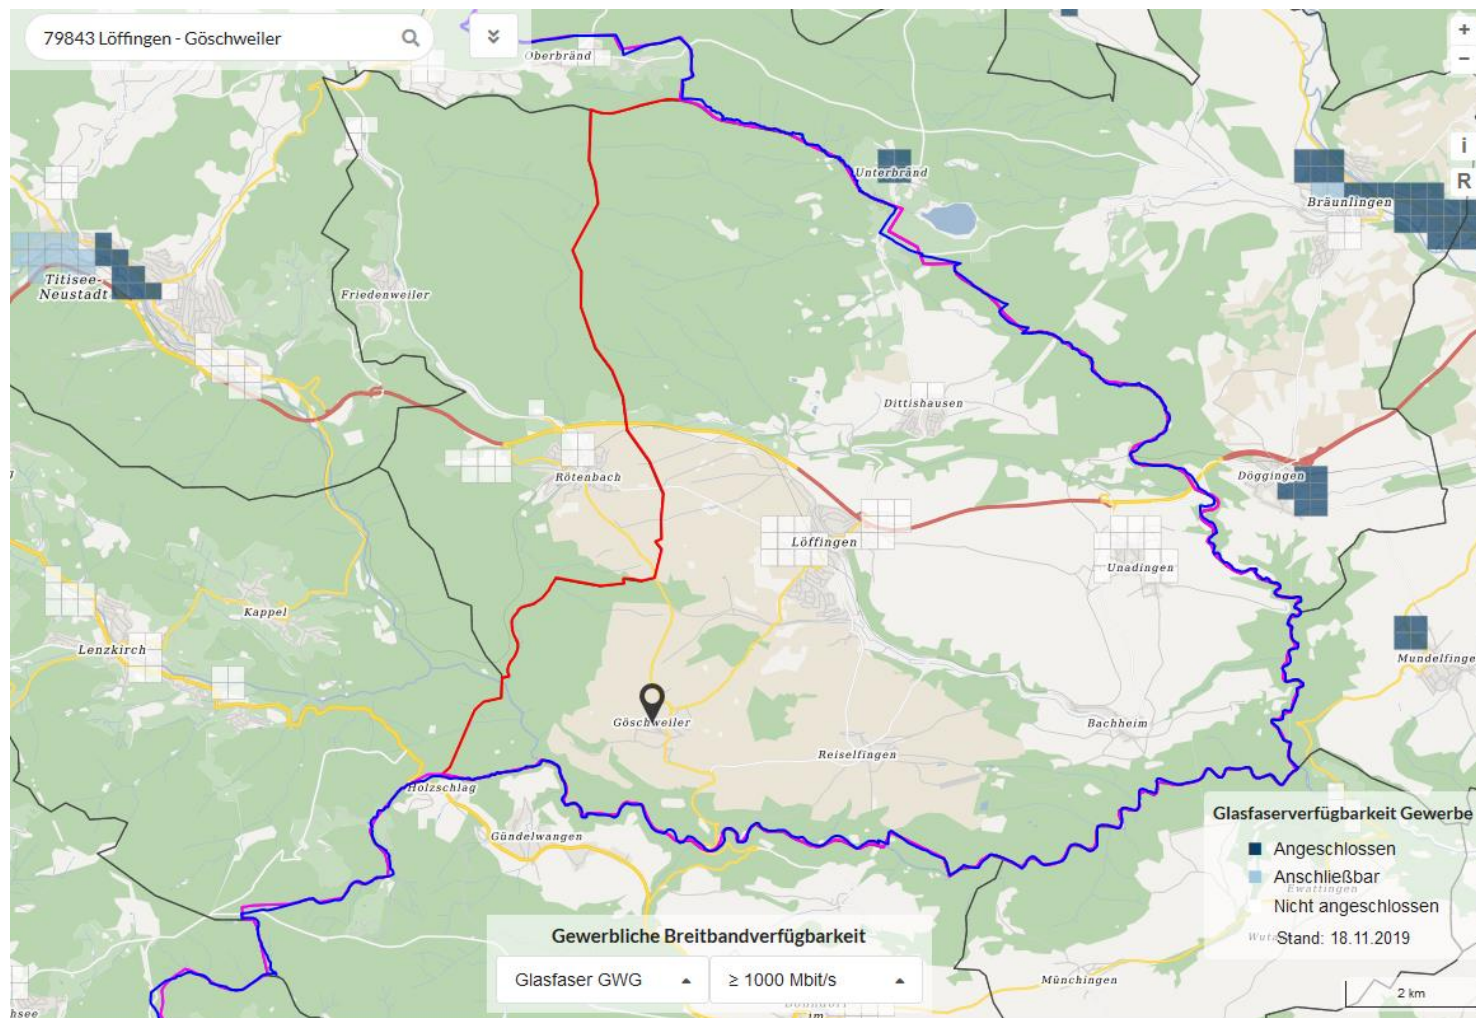 79843 Löffingen - Göschweiler
+
−
Oberbränd
i
Unterbränd
R
Bräunlingen
Titisee-
Neustadt
Friedenweiler
Dittishausen
Rötenbach
Döggingen
Löffingen
Unadingen
Kappel
Lenzkirch
Mundelfinge
Göschweiler
Bachheim
Reiselfingen
Holzschlag
Gündelwangen
Glasfaserverfügbarkeit Gewerbe
Angeschlossen
Anschließbar
Ewattingen
Nicht angeschlossen
Stand: 18.11.2019
Gewerbliche Breitbandverfügbarkeit
Glasfaser GWG
≥ 1000 Mbit/s
Münchingen
2 km
hsee